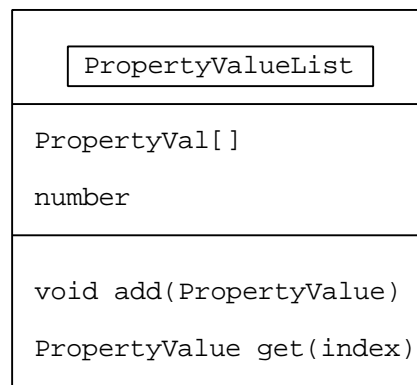 PropertyValueList
PropertyVal[]
number
void add(PropertyValue)
PropertyValue get(index)